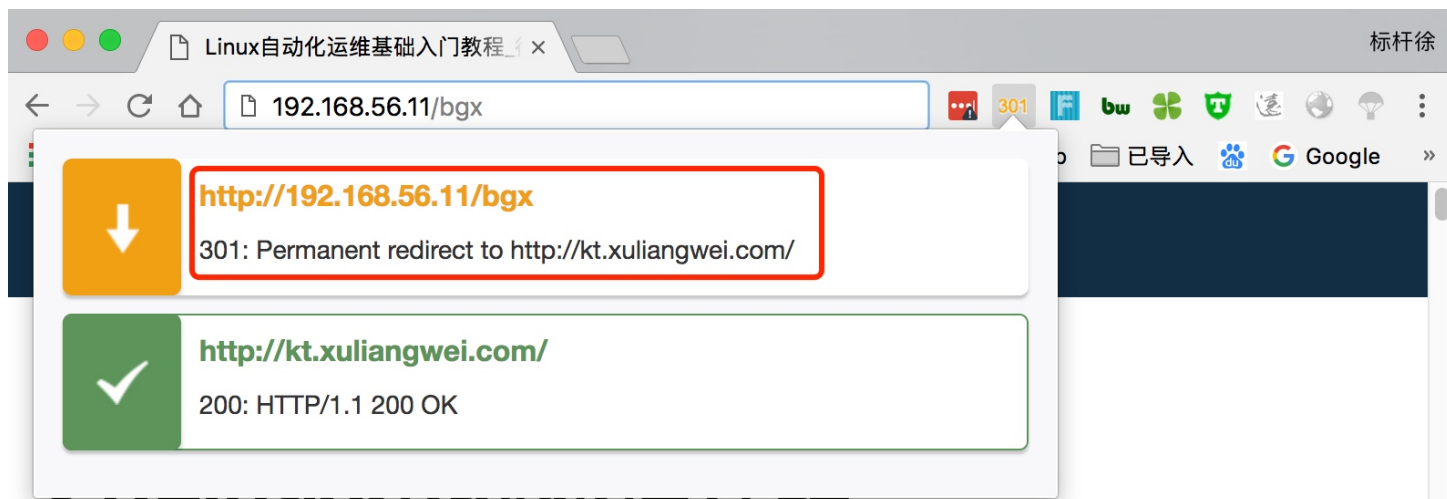 Linux自动化运维基础入门教程_
标杆徐
192.168.56.11/bgx
301
bw
已导入
Google
»
http://192.168.56.11/bgx
301: Permanent redirect to http://kt.xuliangwei.com/
http://kt.xuliangwei.com/
200: HTTP/1.1 200 OK